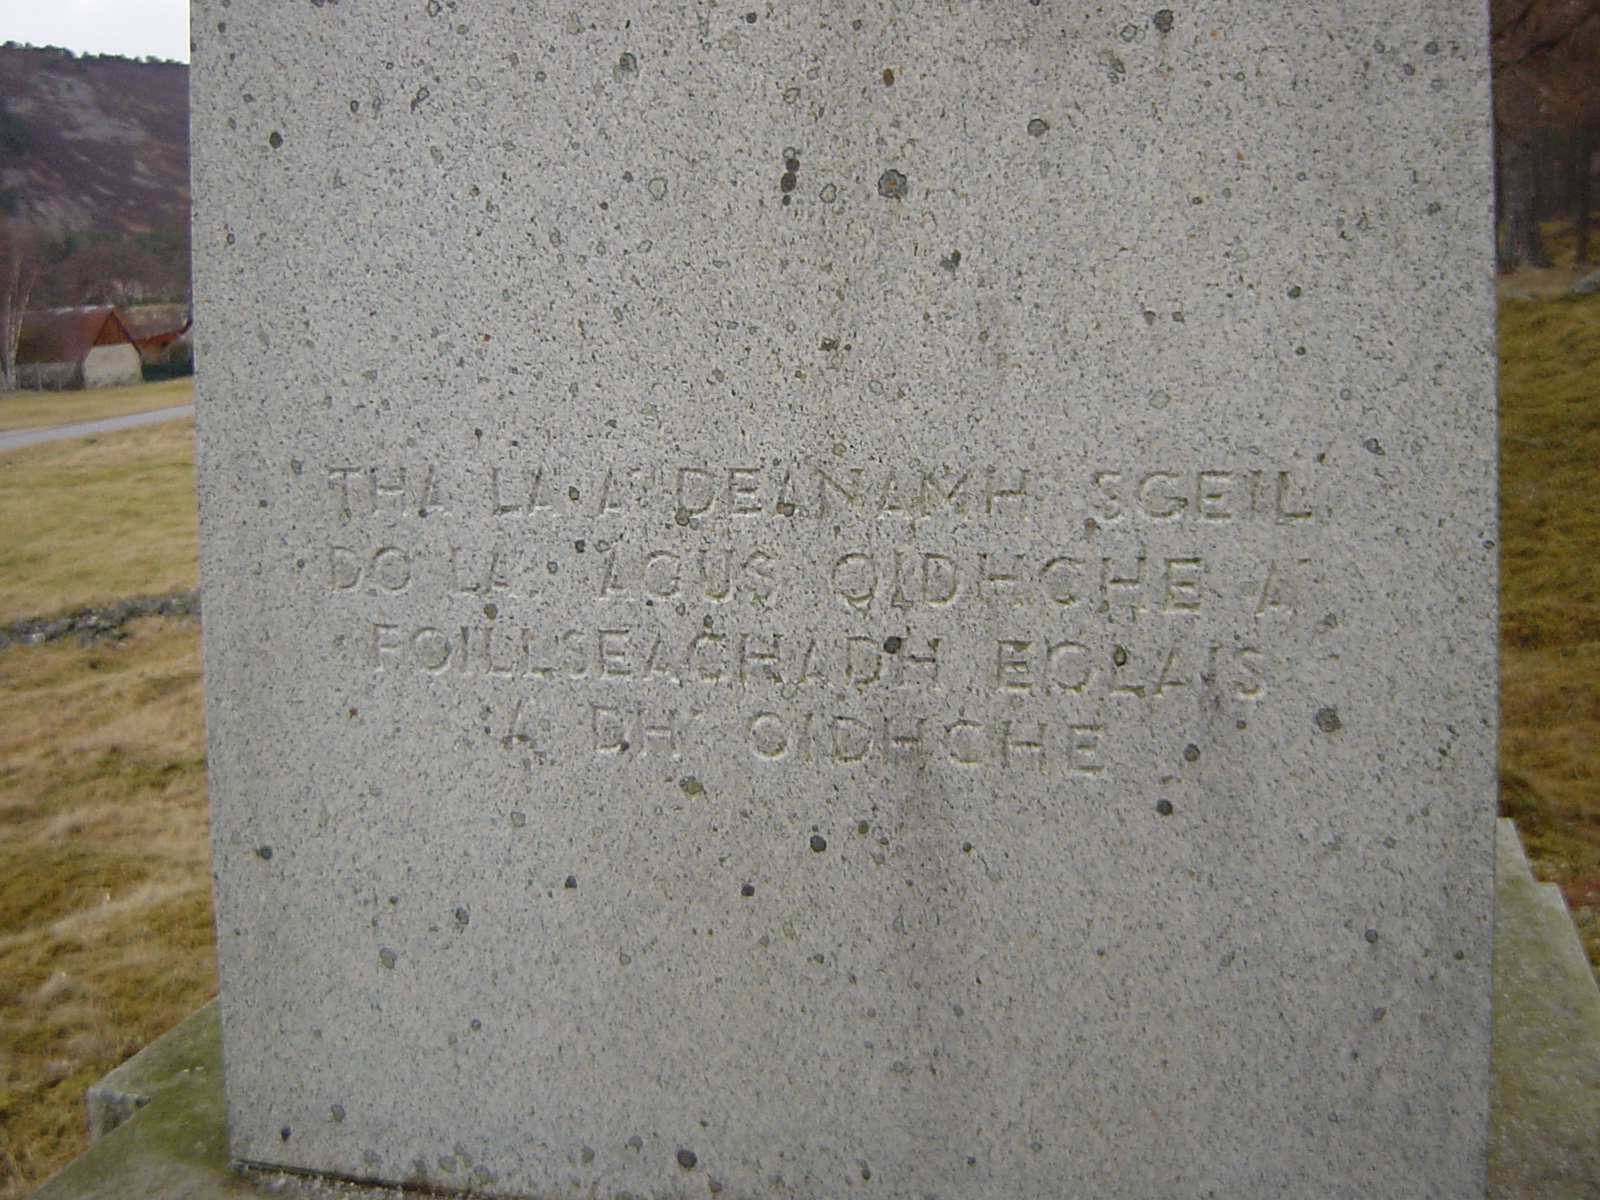 THA LA A' DEANAMH SGEIL
DO LA' AGUS OIDHCHE A'
FOILLSEACHADH EOLAIS
A DH' OIDHCHE